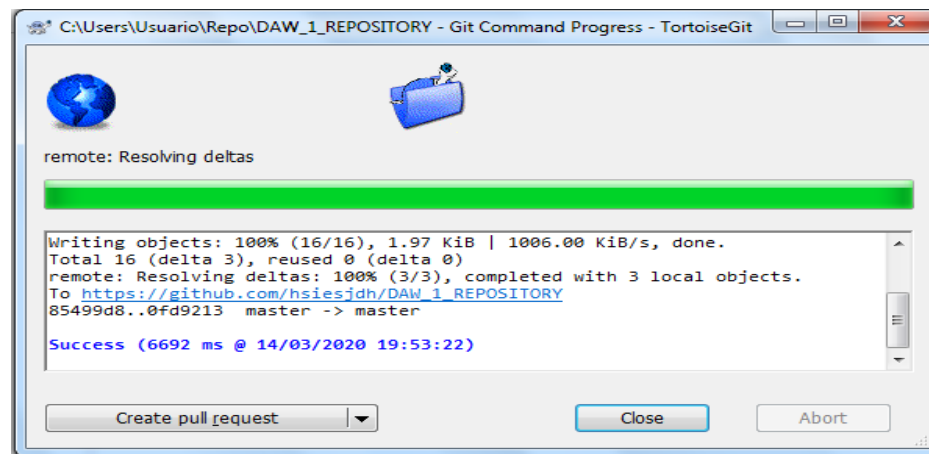 C:\Users\Usuario\Repo\DAW_1_REPOSITORY - Git Command Progress - TortoiseGit
remote: Resolving deltas
Writing objects: 100% (16/16), 1.97 KiB | 1006.00 KiB/s, done.
Total 16 (delta 3), reused 0 (delta 0)
remote: Resolving deltas: 100% (3/3), completed with 3 local objects.
To https://github.com/hsiesjdh/DAW_1_REPOSITORY
85499d8..0fd9213  master -> master
Success (6692 ms @ 14/03/2020 19:53:22)
Create pull request
Close
Abort